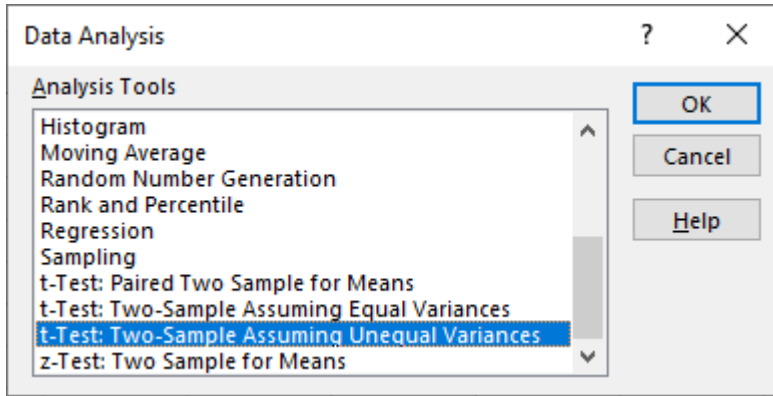 Data Analysis
?
Analysis Tools
Histogram
Moving Average
Random Number Generation
Rank and Percentile
Regression
Sampling
t-Test: Paired Two Sample for Means
t-Test: Two-Sample Assuming Equal Variances
t-Test: Two-Sample Assuming Unequal Variances
z-Test: Two Sample for Means
OK
Cancel
Help